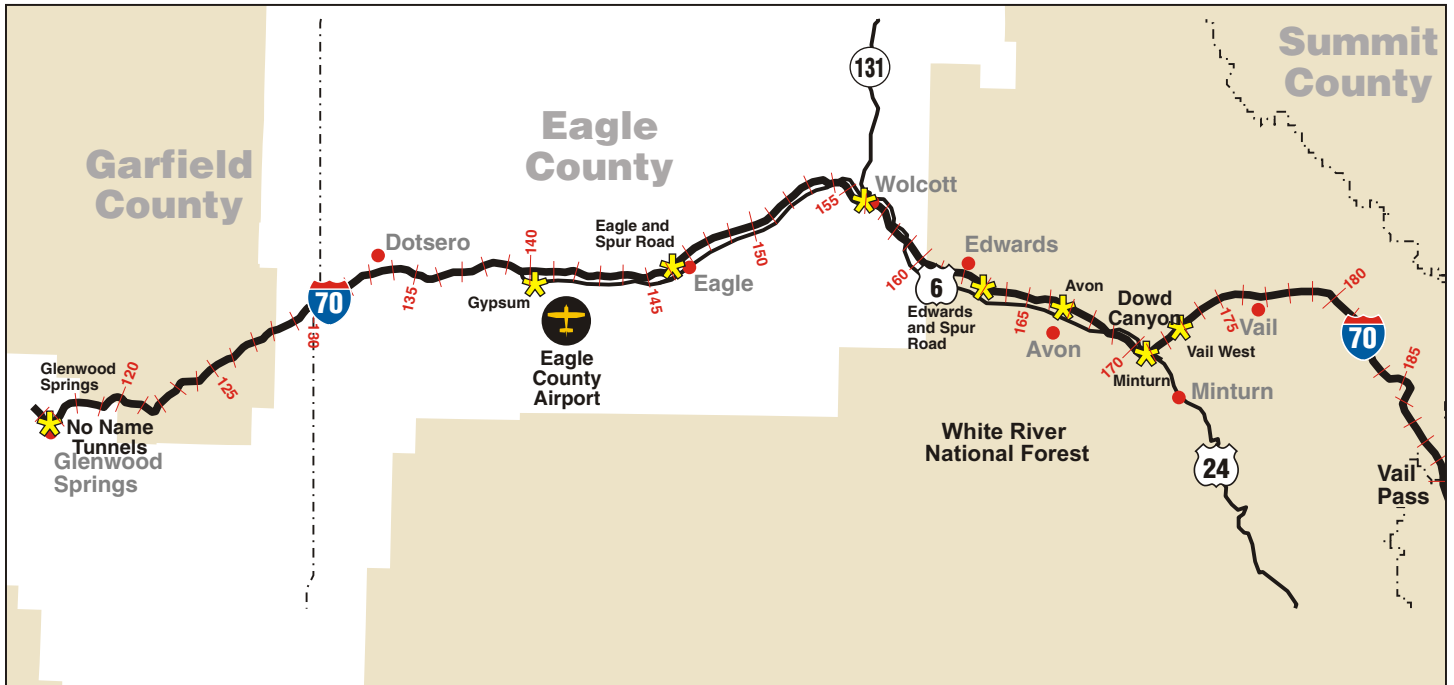 Summit
County
131
Eagle
County
Garfield
County
Wolcott
155
Eagle and
Spur Road
140
Dotsero
150
Edwards
160
Eagle
135
145
Gypsum
70
6
Avon
Dowd
Canyon
180
175
Vail
165
Edwards
and Spur
Road
Avon
130
70
Vail West
170
Minturn
185
Eagle
County
Airport
Glenwood
Springs
120
125
Minturn
No Name
Tunnels
Glenwood
Springs
White River
National Forest
24
Vail
Pass